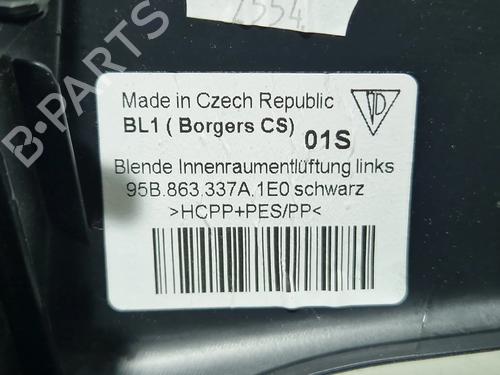 2554.
Made in Czech Republic
BL1 ( Borgers CS) 01S
Blende Innenraumentlüftung links
95B.863.337A.1E0 schwarz
>HCPP+PES/PP<
B-PARTS